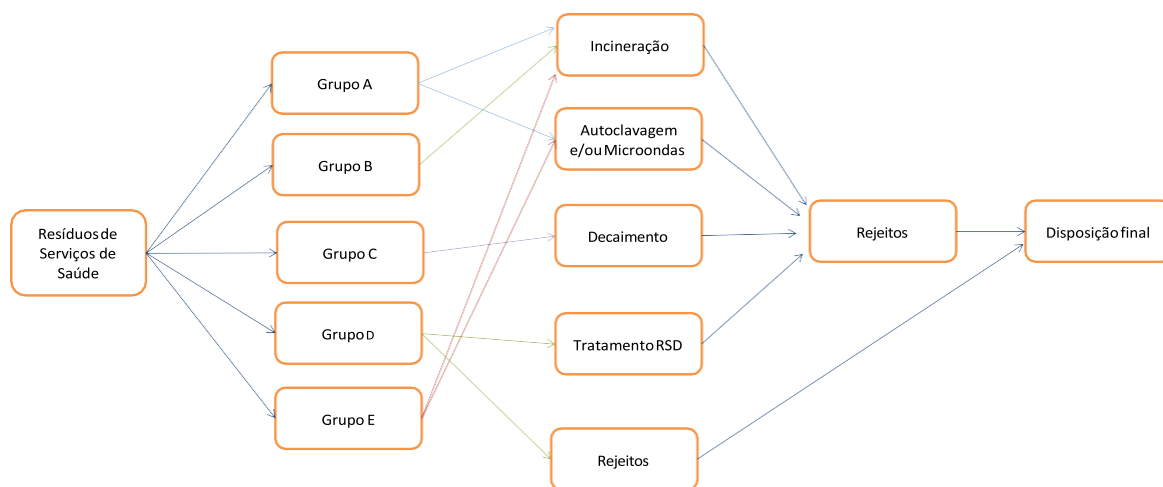 Resíduos de
Serviços de
Saúde
Grupo A
Grupo B
Grupo C
Grupo D
Grupo E
Incineração
Autoclavagem
e/ou Microondas
Decaimento
Tratamento RSD
Rejeitos
Rejeitos
Disposição final